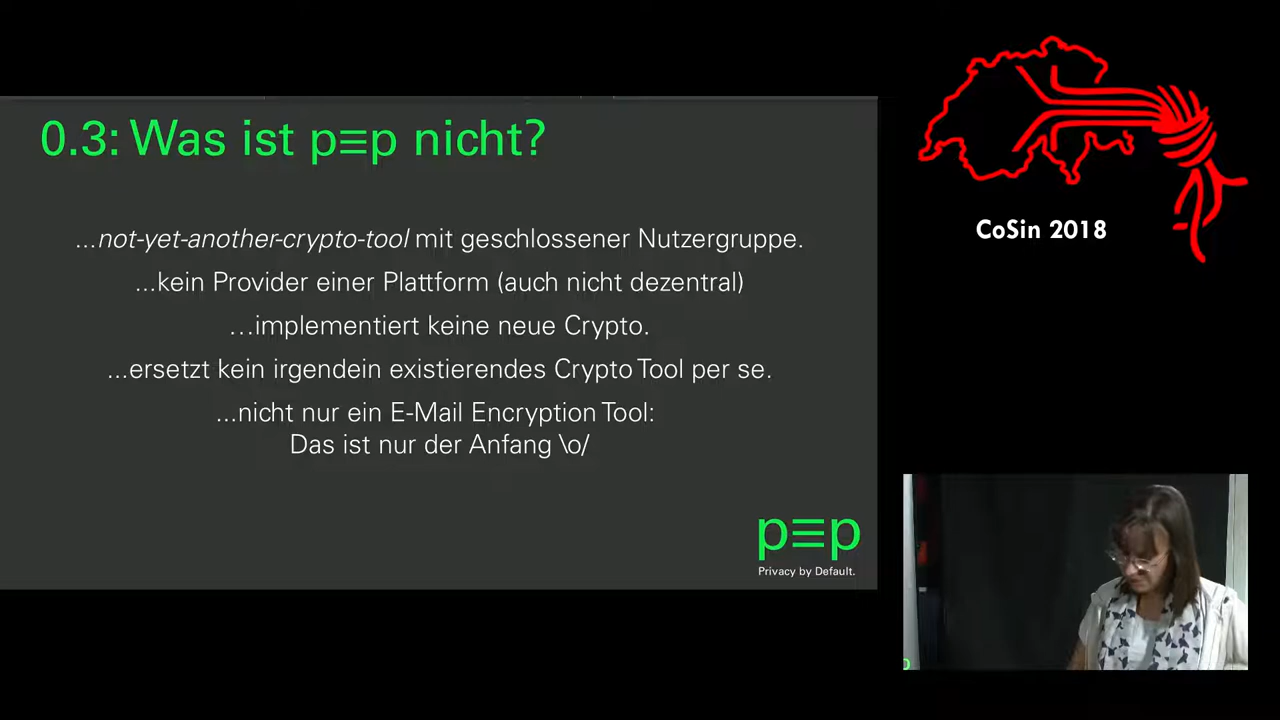 0.3: Was ist p≡p nicht?
...not-yet-another-crypto-tool mit geschlossener Nutzergruppe.
...kein Provider einer Plattform (auch nicht dezentral)
...implementiert keine neue Crypto.
...ersetzt kein irgendein existierendes Crypto Tool per se.
...nicht nur ein E-Mail Encryption Tool:
Das ist nur der Anfang \o/
p≡p
Privacy by Default.
CoSin 2018